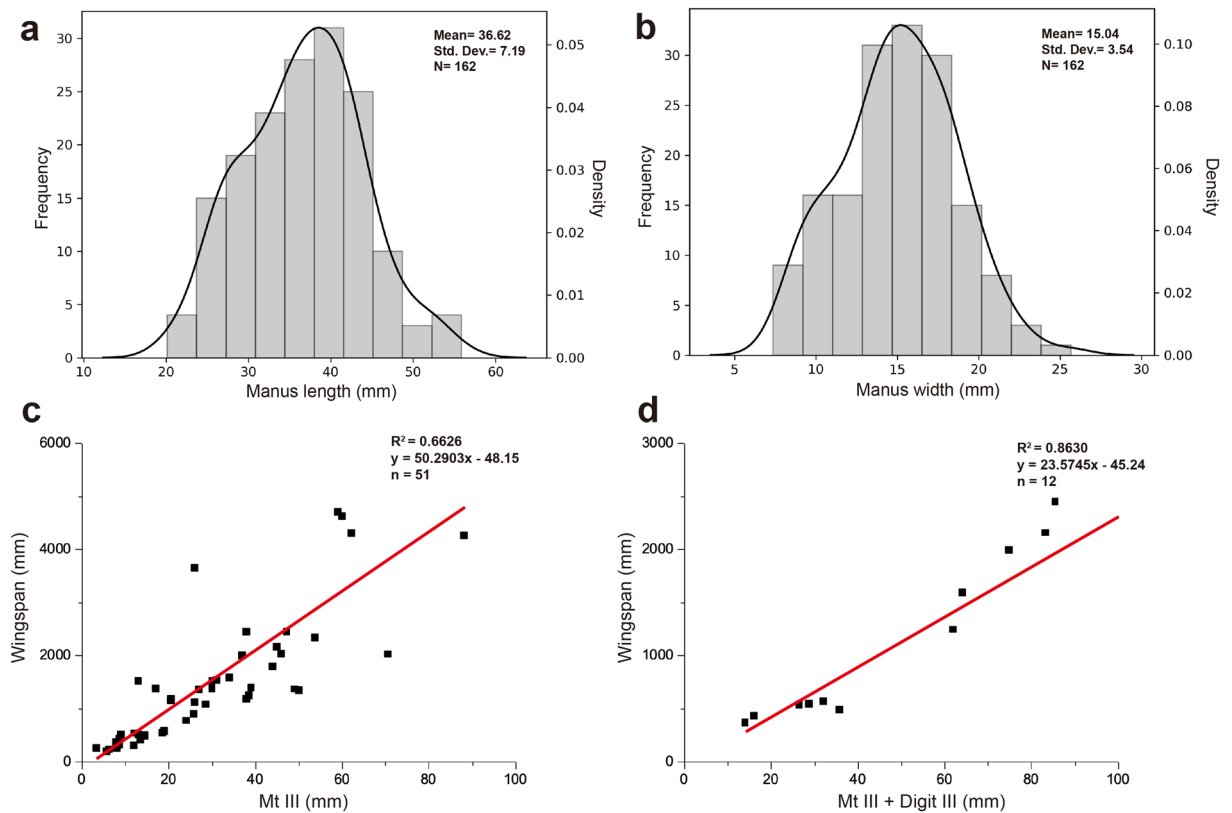 a
Mean= 36.62
Std. Dev.= 7.19
N= 162
Frequency
0
5
10
15
20
25
30
Density
0.00
0.01
0.02
0.03
0.04
0.05
10
20
30
40
50
60
Manus length (mm)
b
Mean= 15.04
Std. Dev.= 3.54
N= 162
Frequency
0
5
10
15
20
25
30
Density
0.00
0.02
0.04
0.06
0.08
0.10
5
10
15
20
25
30
Manus width (mm)
c
R² = 0.6626
y = 50.2903x - 48.15
n = 51
Wingspan (mm)
6000
4000
2000
0
0
20
40
60
80
100
Mt III (mm)
d
R² = 0.8630
y = 23.5745x - 45.24
n = 12
Wingspan (mm)
3000
2000
1000
0
0
20
40
60
80
100
Mt III + Digit III (mm)